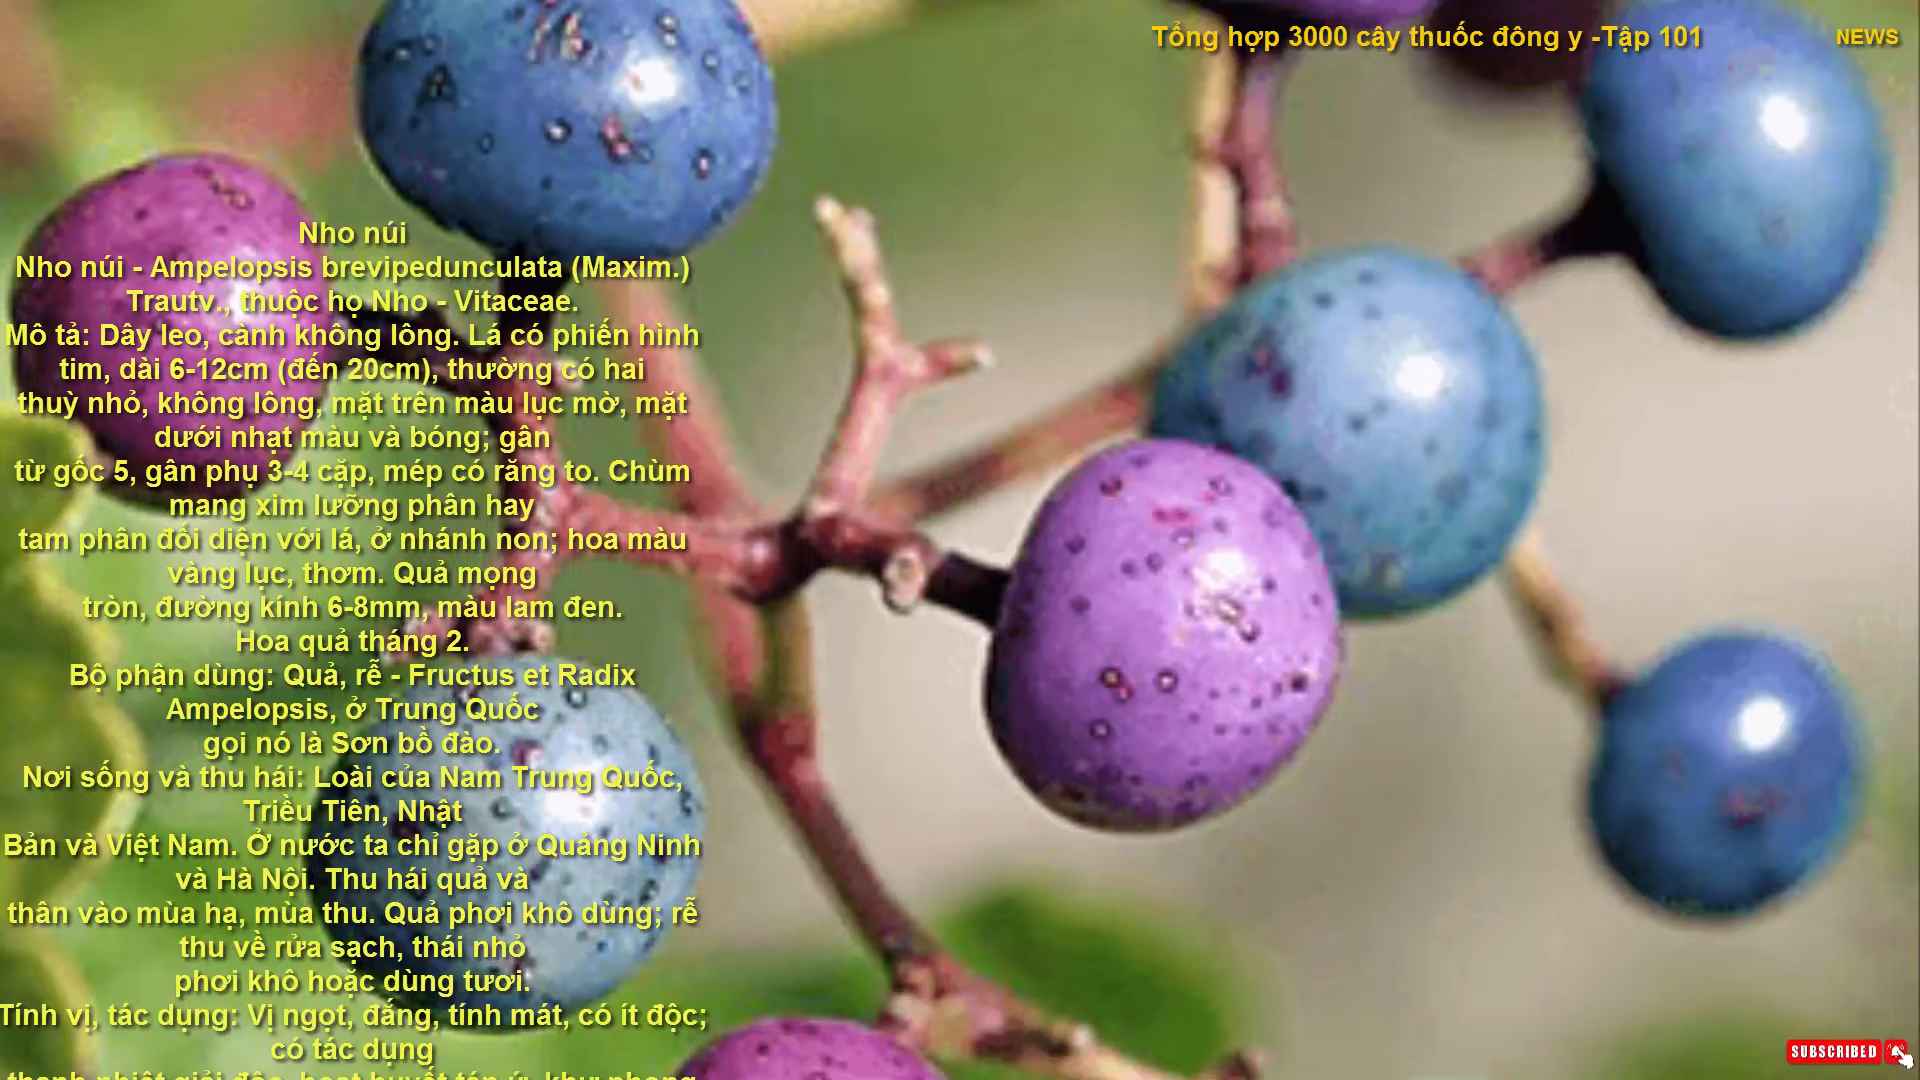 Tổng hợp 3000 cây thuốc đông y -Tập 101
NEWS
Nho núi
Nho núi - Ampelopsis brevipedunculata (Maxim.)
Trautv., thuộc họ Nho - Vitaceae.
Mô tả: Dây leo, cành không lông. Lá có phiến hình
tim, dài 6-12cm (đến 20cm), thường có hai
thuỳ nhỏ, không lông, mặt trên màu lục mờ, mặt
dưới nhạt màu và bóng; gân
từ gốc 5, gân phụ 3-4 cặp, mép có răng to. Chùm
mang xim lưỡng phân hay
tam phân đối diện với lá, ở nhánh non; hoa màu
vàng lục, thơm. Quả mọng
tròn, đường kính 6-8mm, màu lam đen.
Hoa quả tháng 2.
Bộ phận dùng: Quả, rễ - Fructus et Radix
Ampelopsis, ở Trung Quốc
gọi nó là Sơn bồ đào.
Nơi sống và thu hái: Loài của Nam Trung Quốc,
Triều Tiên, Nhật
Bản và Việt Nam. Ở nước ta chỉ gặp ở Quảng Ninh
và Hà Nội. Thu hái quả và
thân vào mùa hạ, mùa thu. Quả phơi khô dùng; rễ
thu về rửa sạch, thái nhỏ
phơi khô hoặc dùng tươi.
Tính vị, tác dụng: Vị ngọt, đắng, tính mát, có ít độc;
có tác dụng
thanh nhiệt giải độc, hoạt huyết tán ứ, khư phong
SUBSCRIBED